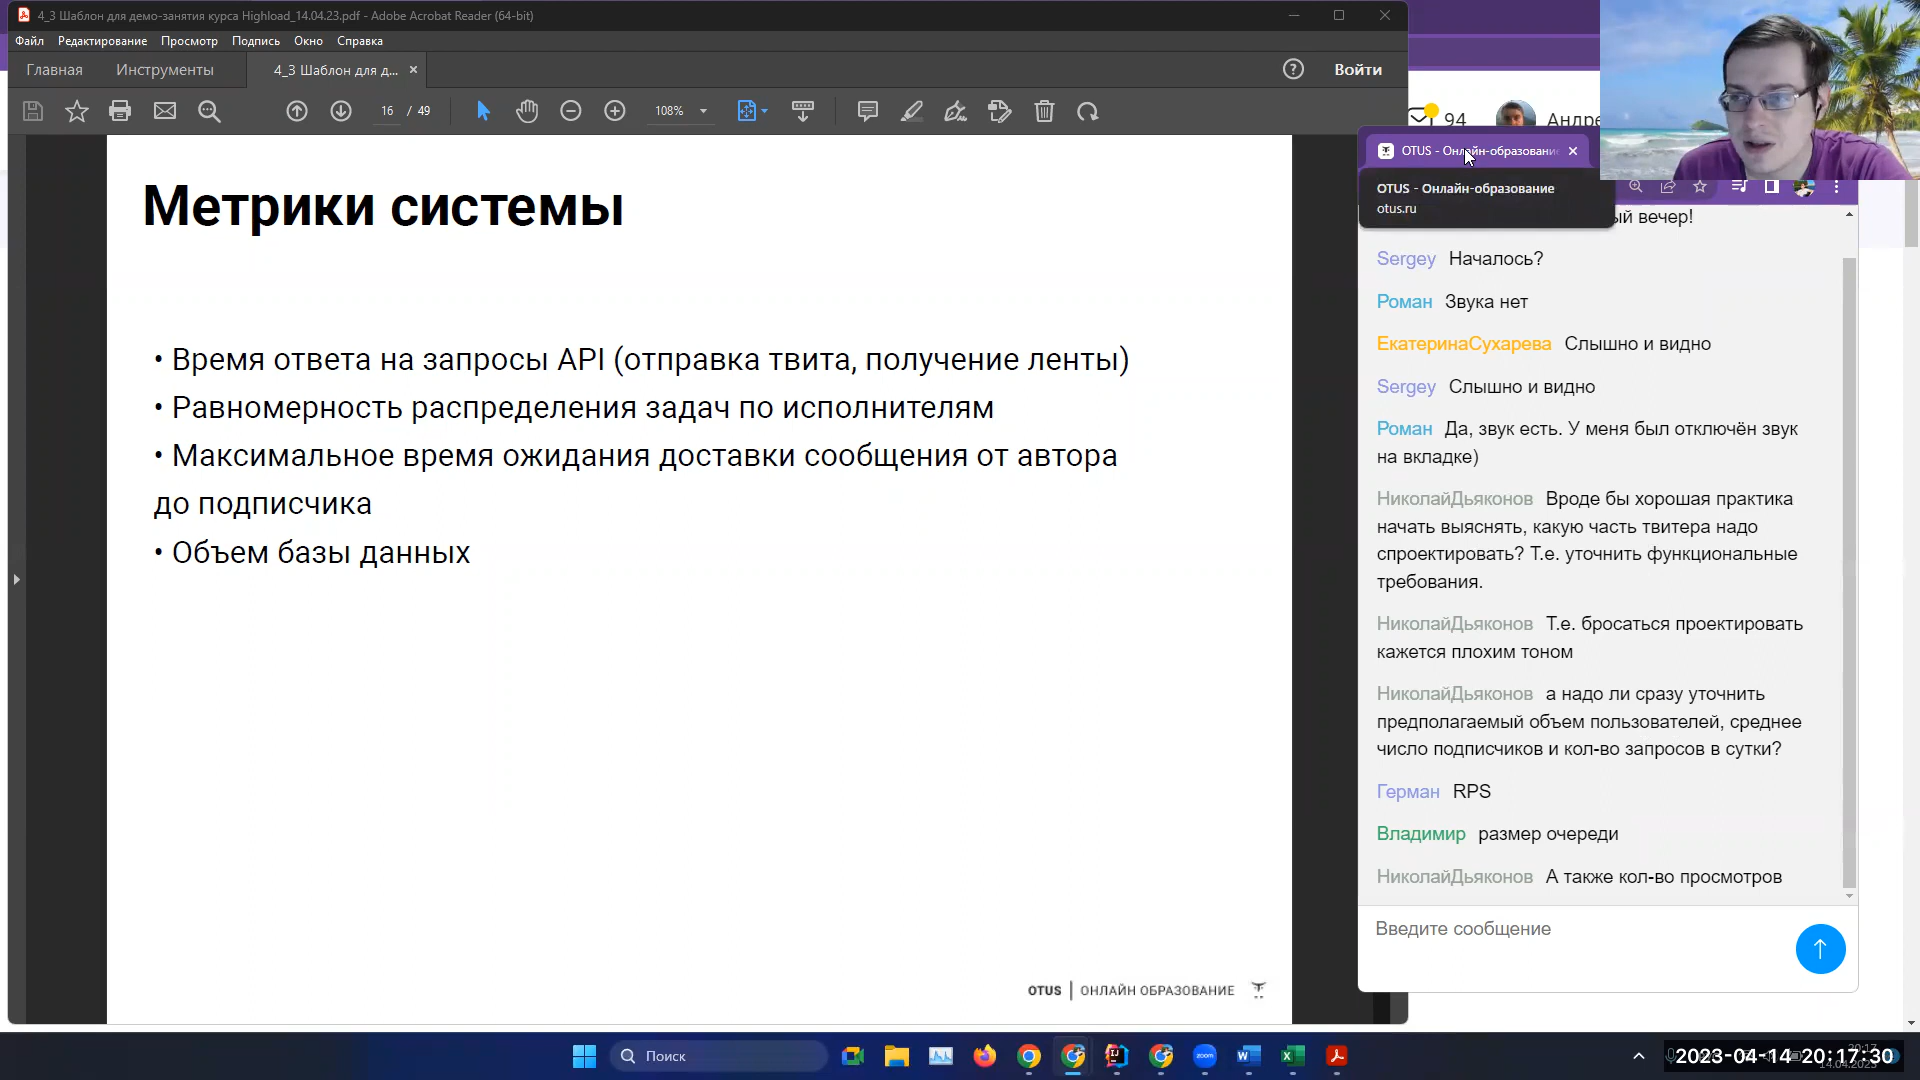 4_3 Шаблон для демо-занятия курса Highload_14.04.23.pdf - Adobe Acrobat Reader (64-bit)
Файл Редактирование Просмотр Подпись Окно Справка
Главная Инструменты 4_3 Шаблон для д... × Войти
16 / 49 108%
Метрики системы
• Время ответа на запросы API (отправка твита, получение ленты)
• Равномерность распределения задач по исполнителям
• Максимальное время ожидания доставки сообщения от автора
до подписчика
• Объем базы данных
OTUS | ОНЛАЙН ОБРАЗОВАНИЕ
94 Андре
OTUS - Онлайн-образование ×
OTUS - Онлайн-образование
otus.ru
ый вечер!
Sergey Началось?
Роман Звука нет
ЕкатеринаСухарева Слышно и видно
Sergey Слышно и видно
Роман Да, звук есть. У меня был отключён звук
на вкладке)
НиколайДьяконов Вроде бы хорошая практика
начать выяснять, какую часть твитера надо
спроектировать? Т.е. уточнить функциональные
требования.
НиколайДьяконов Т.е. бросаться проектировать
кажется плохим тоном
НиколайДьяконов а надо ли сразу уточнить
предполагаемый объем пользователей, среднее
число подписчиков и кол-во запросов в сутки?
Герман RPS
Владимир размер очереди
НиколайДьяконов А также кол-во просмотров
Введите сообщение
Поиск
zoom
2023-04-14 20:17:30